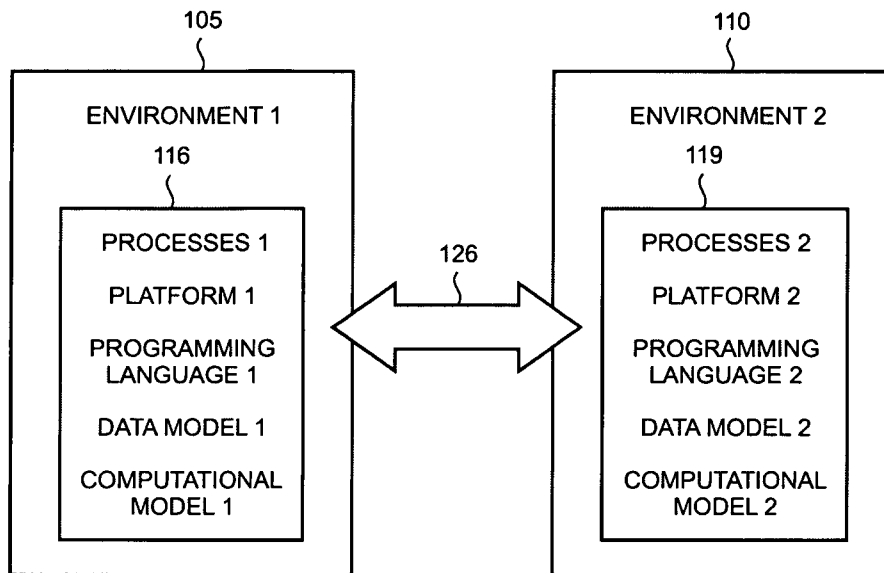 105
110
ENVIRONMENT 1
ENVIRONMENT 2
116
119
PROCESSES 1
PLATFORM 1
PROGRAMMING
LANGUAGE 1
DATA MODEL 1
COMPUTATIONAL
MODEL 1
126
PROCESSES 2
PLATFORM 2
PROGRAMMING
LANGUAGE 2
DATA MODEL 2
COMPUTATIONAL
MODEL 2